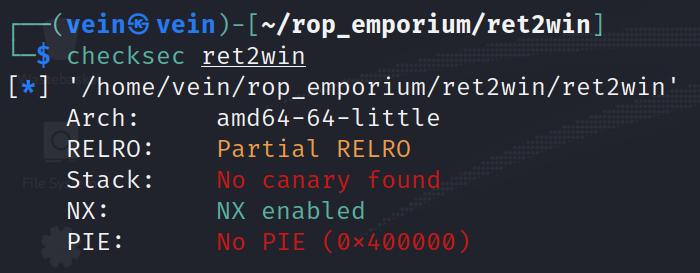 ┌──(vein㉿vein)-[~/rop_emporium/ret2win]
└─$ checksec ret2win
[*] '/home/vein/rop_emporium/ret2win/ret2win'
Arch: amd64-64-little
RELRO: Partial RELRO
Stack: No canary found
NX: NX enabled
PIE: No PIE (0x400000)